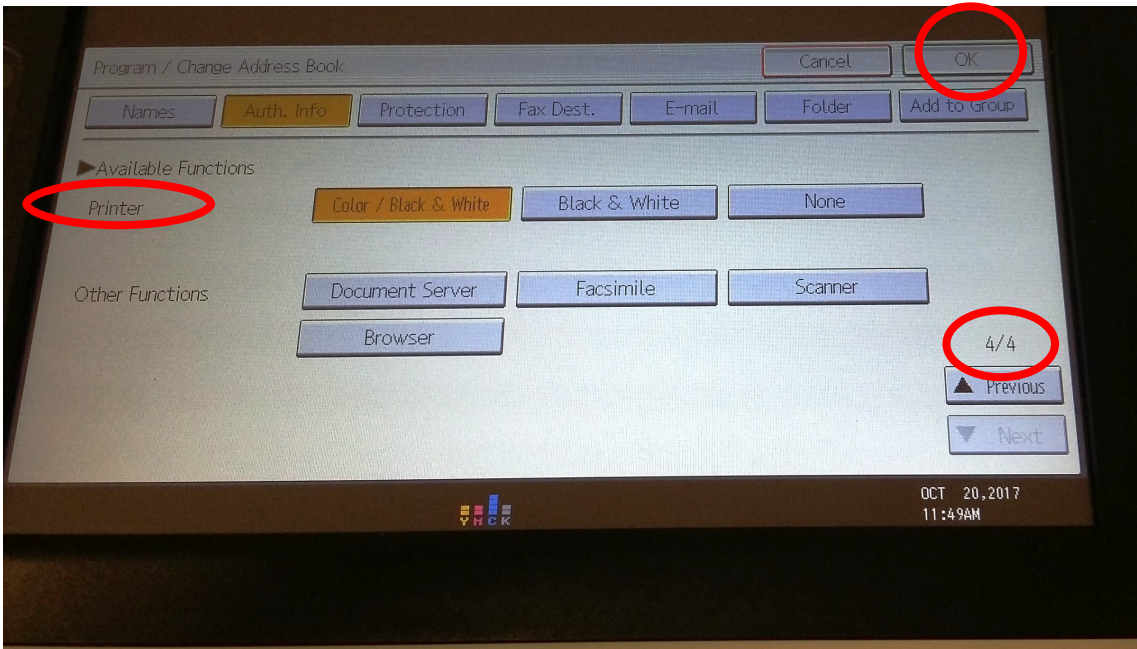 Program / Change Address Book Cancel OK
Names Auth. Info Protection Fax Dest. E-mail Folder Add to Group
▶Available Functions
Printer Color / Black & White Black & White None
Other Functions Document Server Facsimile Scanner
Browser
4/4
▲ Previous
▼ Next
OCT 20,2017
YMCK 11:49AM